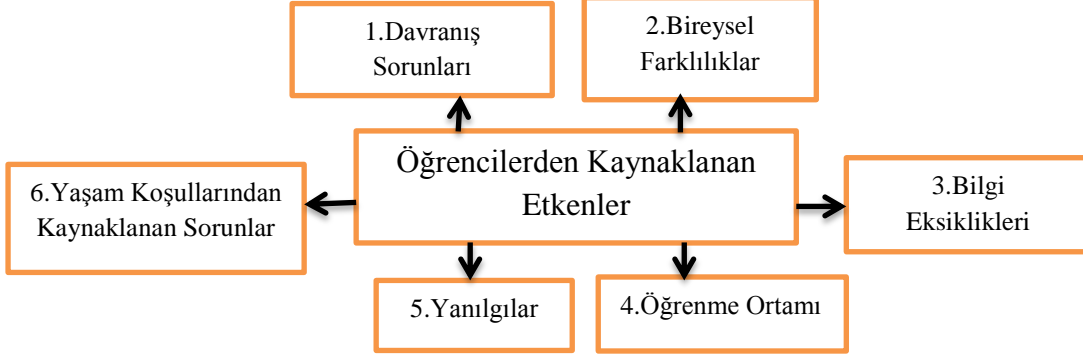 1.Davranış
Sorunları
2.Bireysel
Farklılıklar
Öğrencilerden Kaynaklanan
Etkenler
3.Bilgi
Eksiklikleri
4.Öğrenme Ortamı
5.Yanılgılar
6.Yaşam Koşullarından
Kaynaklanan Sorunlar